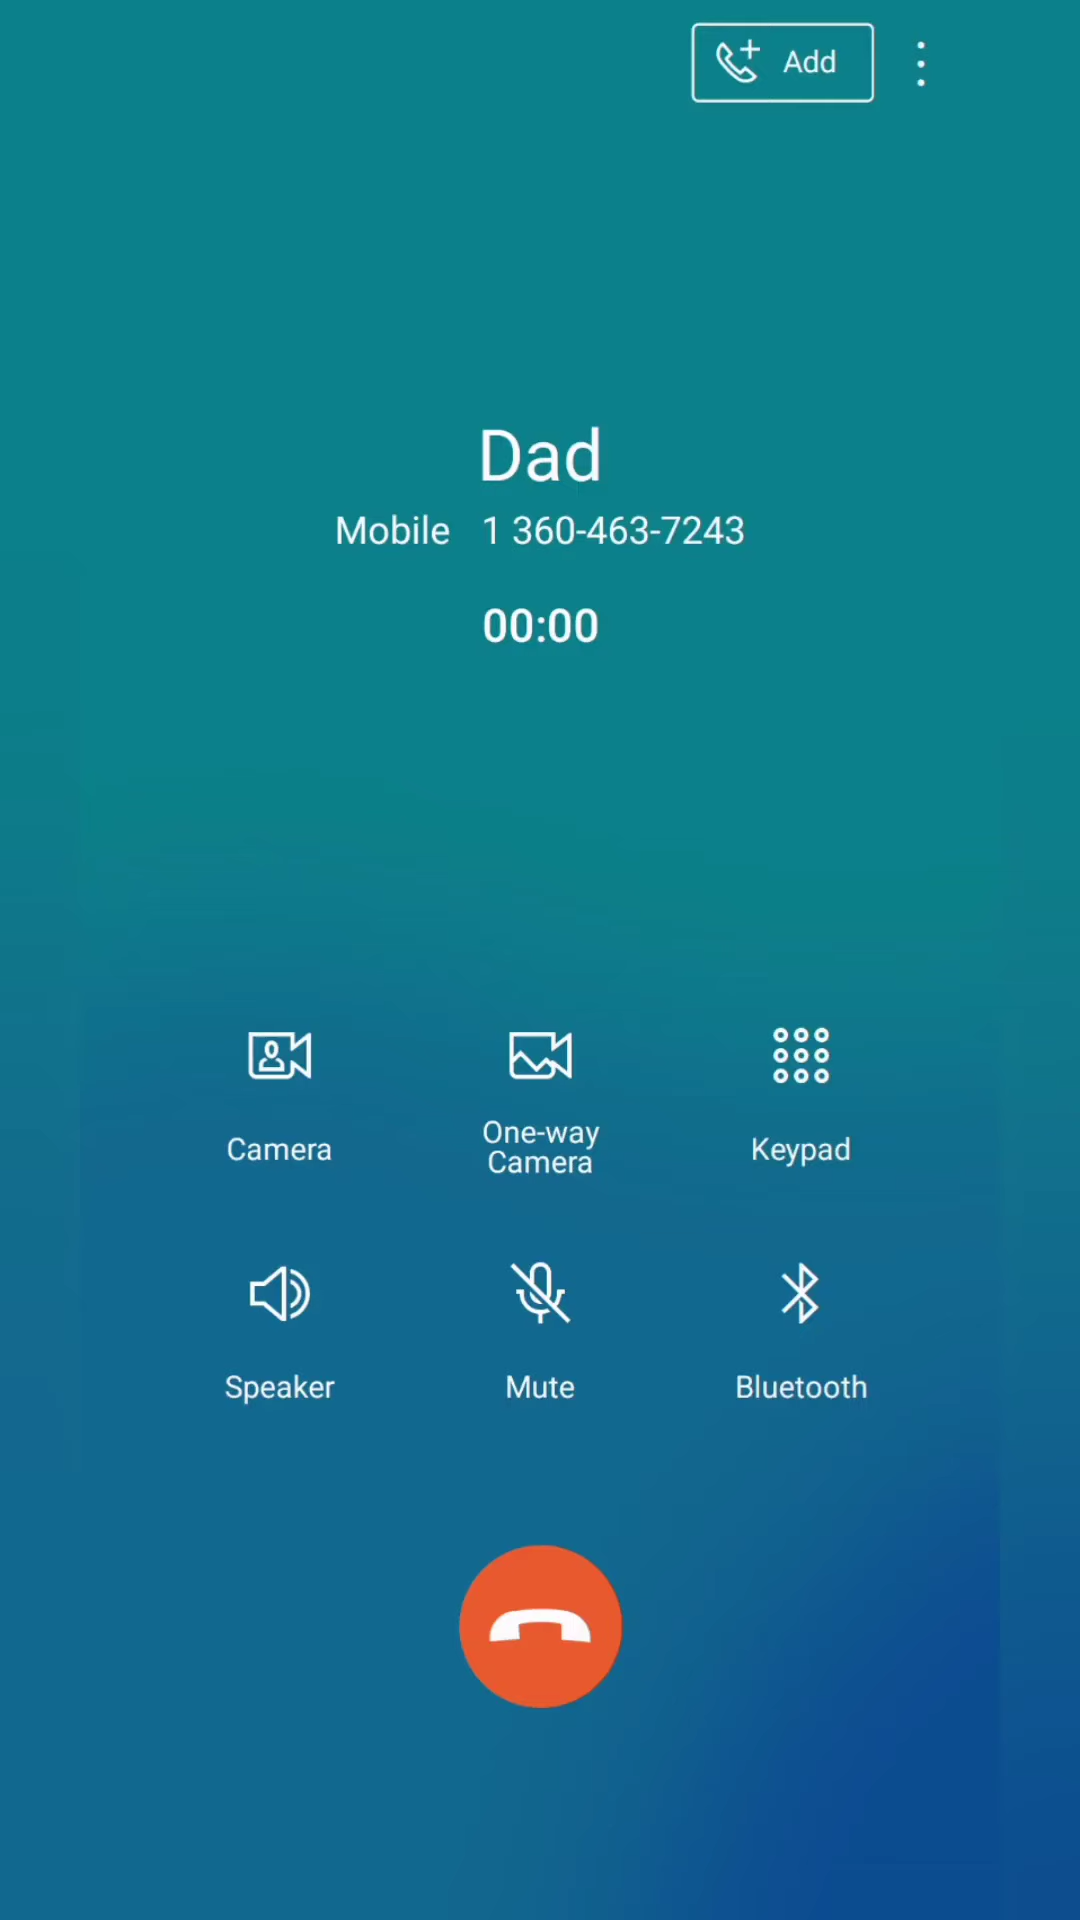 Add
Dad
Mobile 1 360-463-7243
00:00
Camera
One-way
Camera
Keypad
Speaker
Mute
Bluetooth